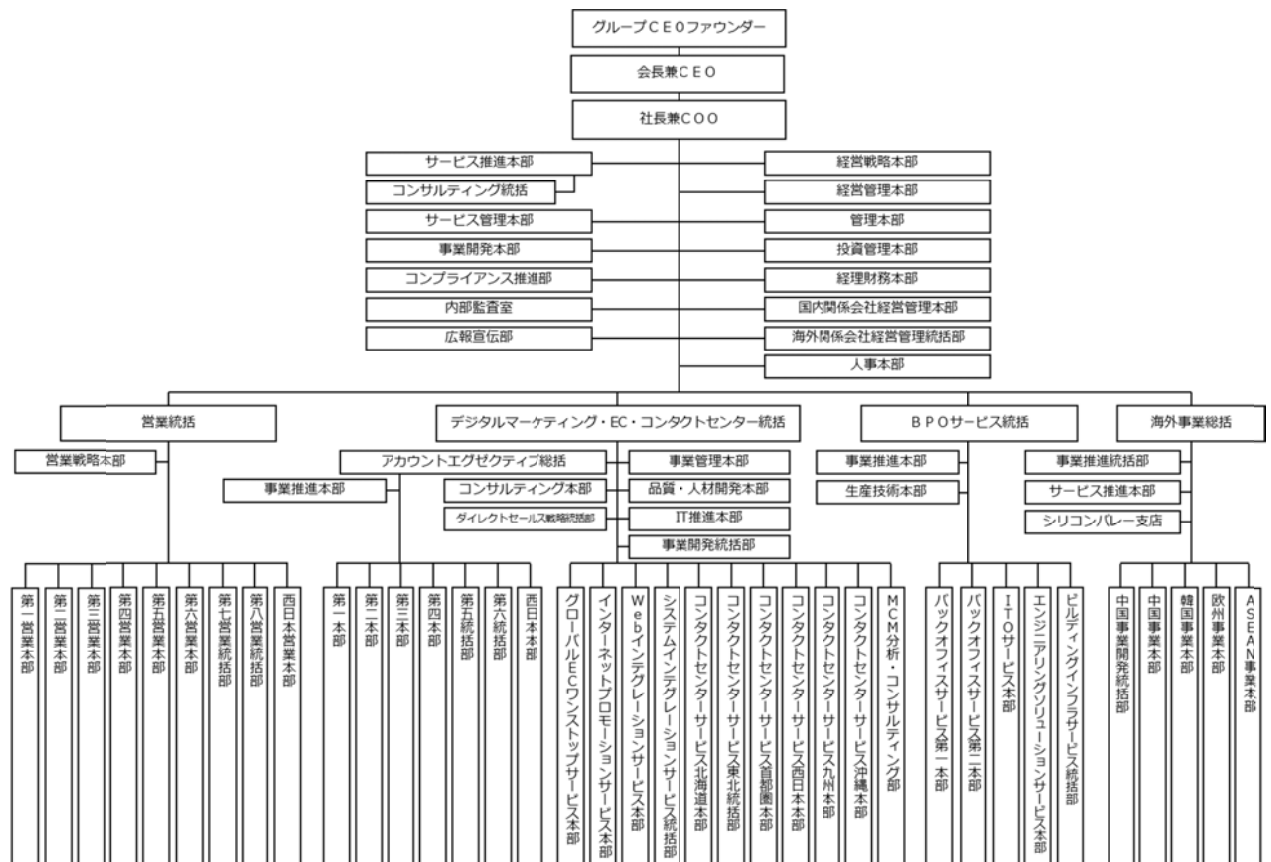 グループCEOファウンダー
会長兼CEO
社長兼COO
サービス推進本部
経営戦略本部
コンサルティング統括
経営管理本部
サービス管理本部
管理本部
事業開発本部
投資管理本部
コンプライアンス推進部
経理財務本部
内部監査室
国内関係会社経営管理本部
広報宣伝部
海外関係会社経営管理統括部
人事本部
営業統括
デジタルマーケティング・EC・コンタクトセンター統括
BPOサービス統括
海外事業総括
営業戦略本部
アカウントエグゼクティブ総括
事業管理本部
事業推進本部
事業推進統括部
事業推進本部
コンサルティング本部
品質・人材開発本部
生産技術本部
サービス推進本部
ダイレクトセールス戦略統括部
IT推進本部
シリコンバレー支店
事業開発統括部
第一営業本部
第二営業本部
第三営業本部
第四営業本部
第五営業本部
第六営業本部
第七営業統括部
第八営業統括部
西日本営業本部
第一本部
第二本部
第三本部
第四本部
第五統括部
第六統括部
西日本本部
グローバルECワンストップサービス本部
インターネットプロモーションサービス本部
Webインテグレーションサービス本部
システムインテグレーションサービス統括部
コンタクトセンターサービス北海道本部
コンタクトセンターサービス東北統括部
コンタクトセンターサービス首都圏本部
コンタクトセンターサービス西日本本部
コンタクトセンターサービス九州本部
コンタクトセンターサービス沖縄本部
MCM分析・コンサルティング部
バックオフィスサービス第一本部
バックオフィスサービス第二本部
ITOサービス本部
エンジニアリングソリューションサービス本部
ビルディングインフラサービス統括部
中国事業開発統括部
中国事業本部
韓国事業本部
欧州事業本部
ASEAN事業本部